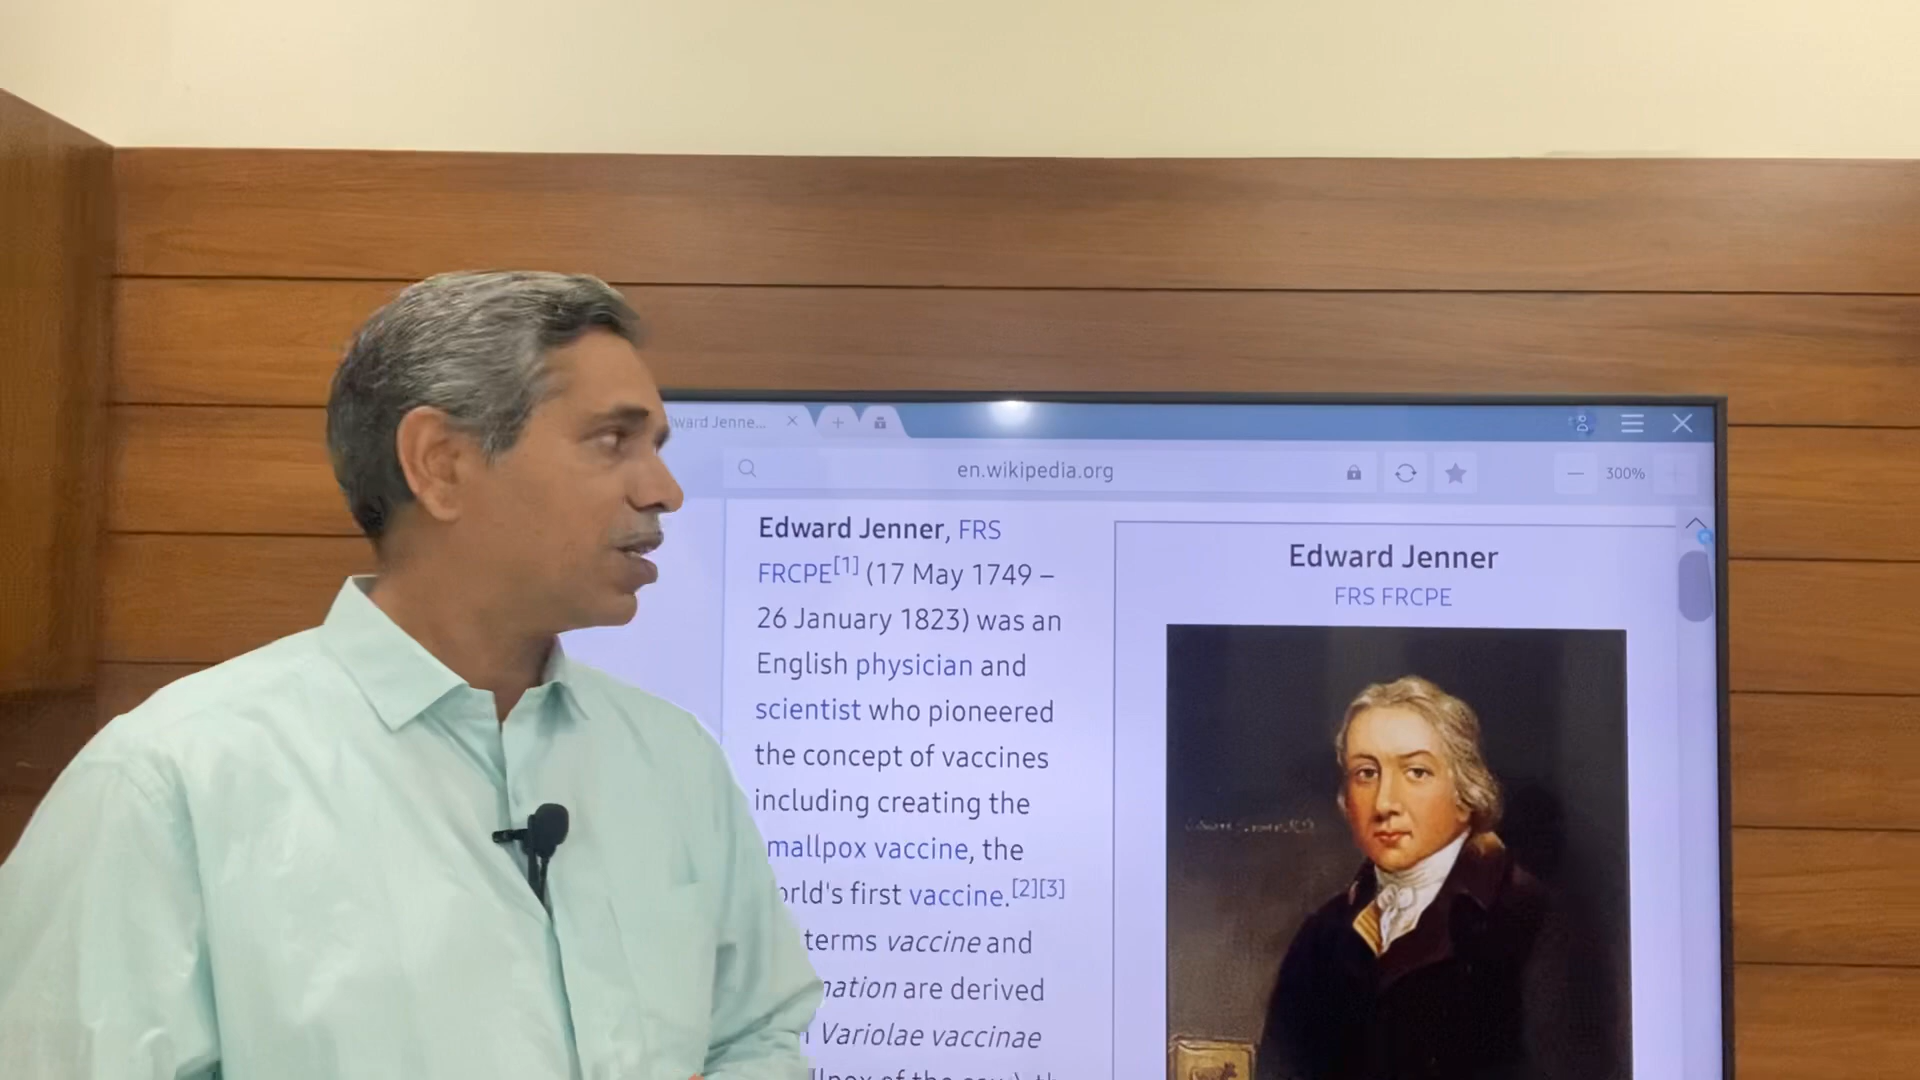 ward Jenne...
en.wikipedia.org
300%
Edward Jenner, FRS
FRCPE[1] (17 May 1749 –
26 January 1823) was an
English physician and
scientist who pioneered
the concept of vaccines
including creating the
mallpox vaccine, the
orld's first vaccine.[2][3]
terms vaccine and
nation are derived
Variolae vaccinae
Edward Jenner
FRS FRCPE